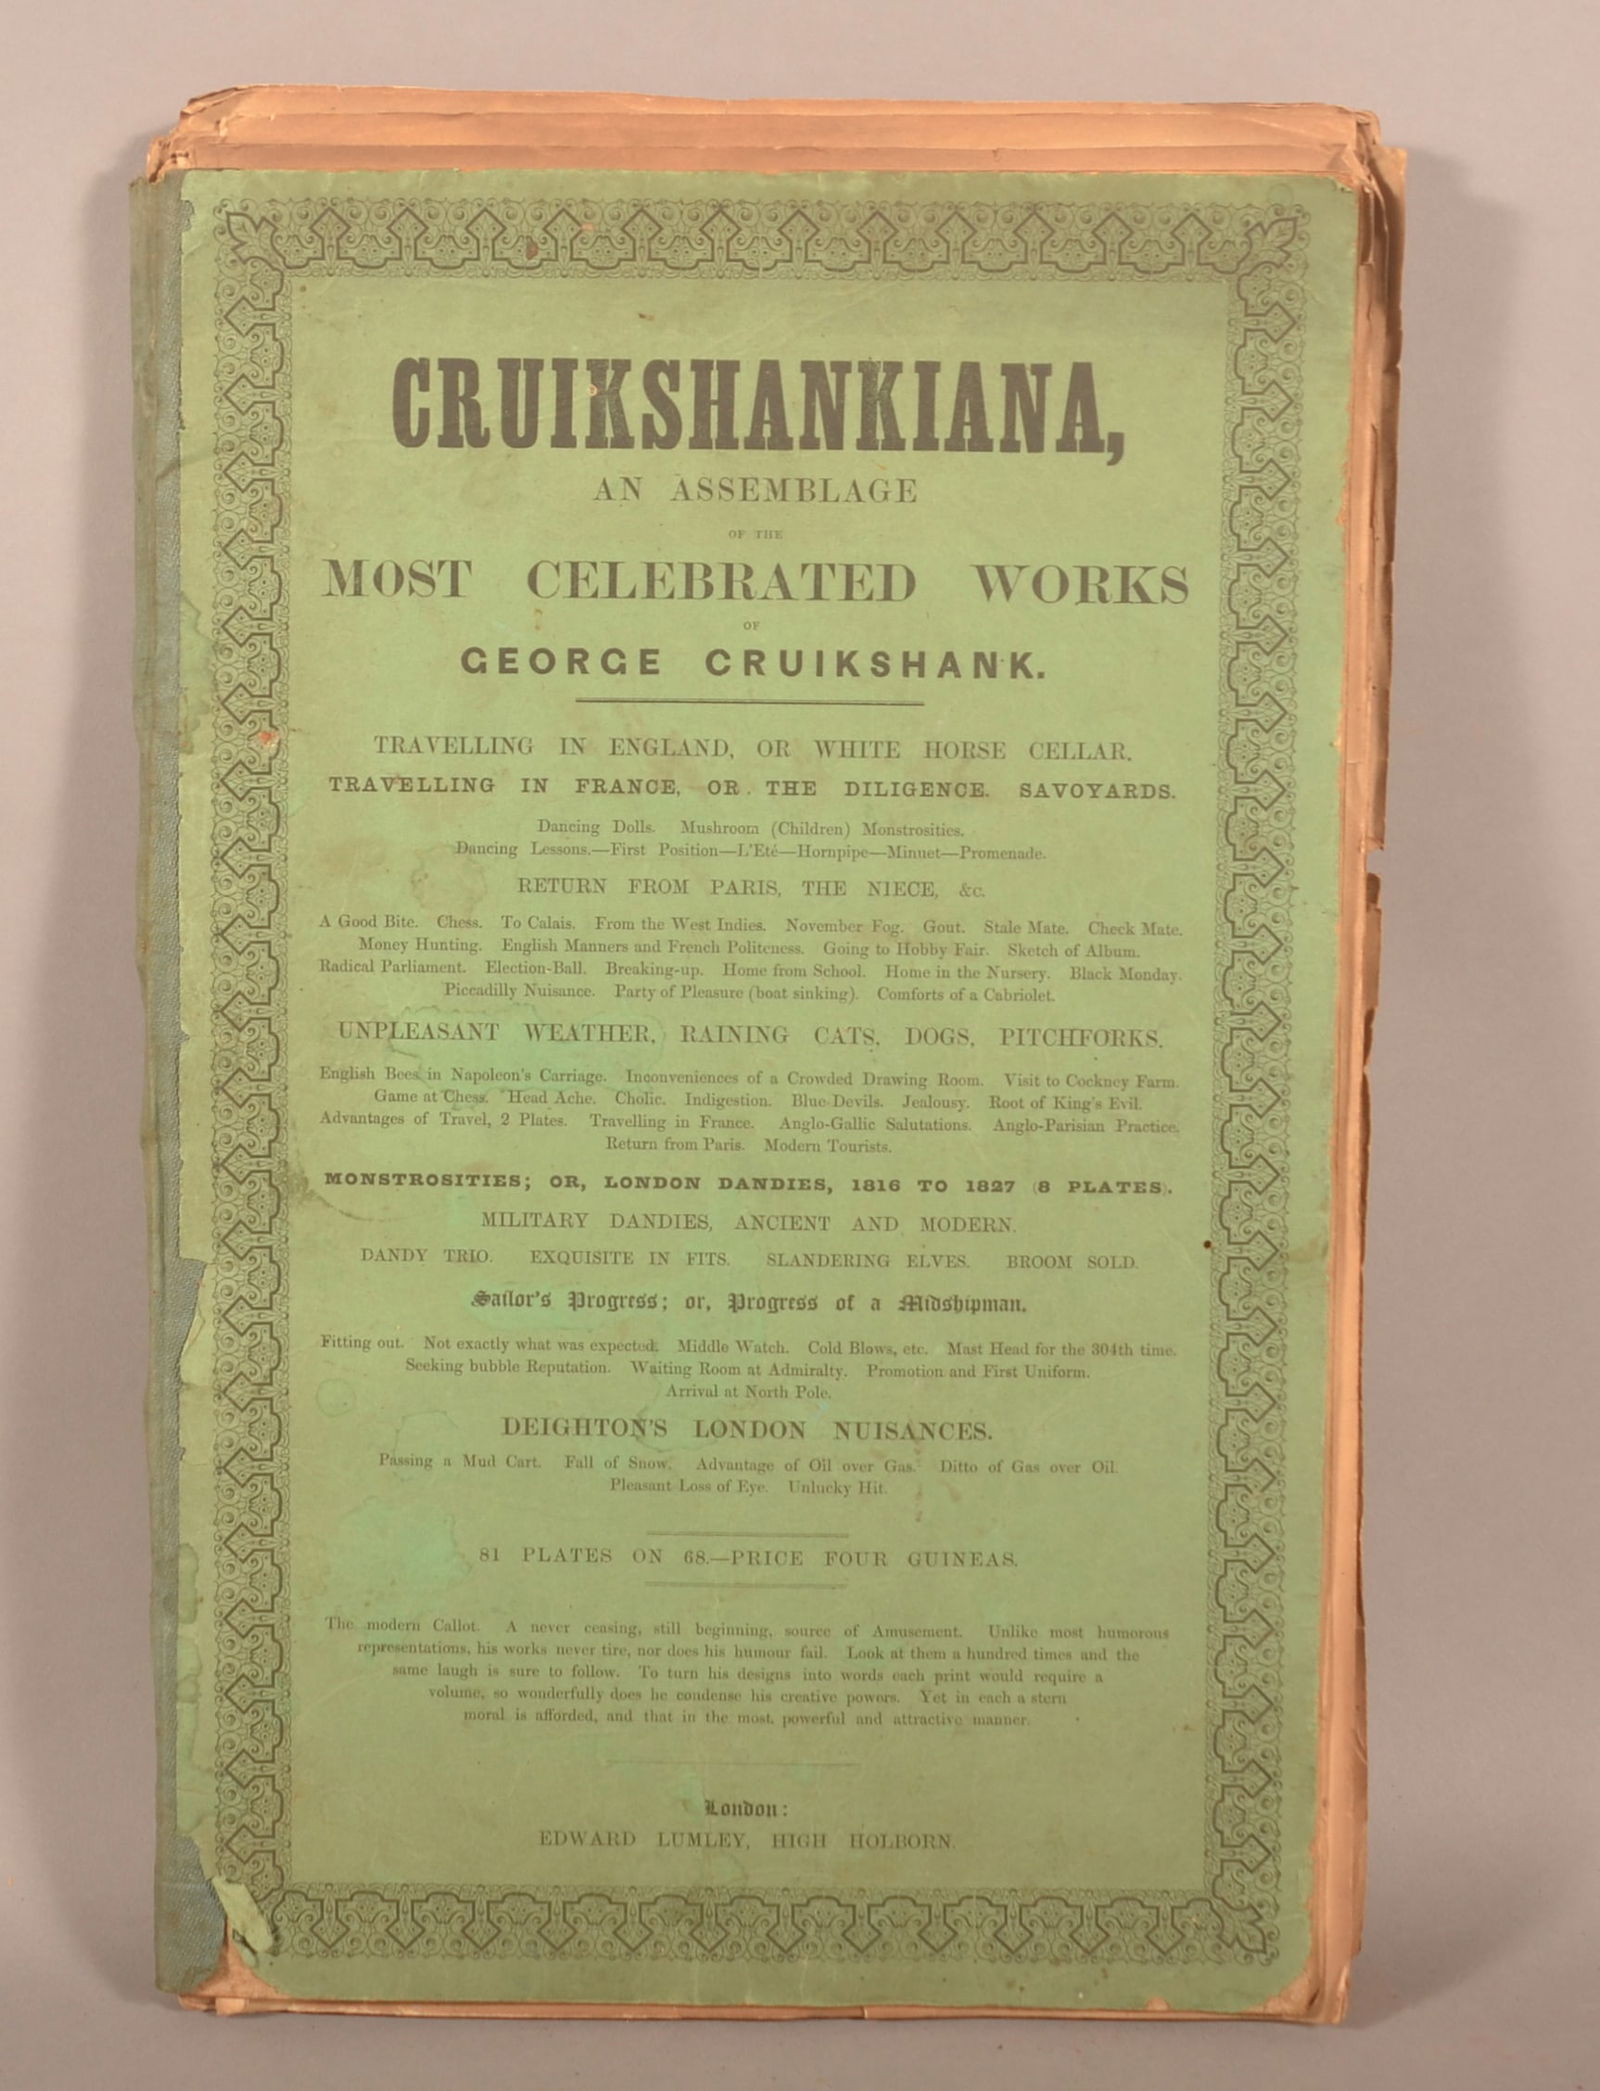 CRUIKSHANKIANA,
AN ASSEMBLAGE
OF THE
MOST CELEBRATED WORKS
OF
GEORGE CRUIKSHANK.
TRAVELLING IN ENGLAND, OR WHITE HORSE CELLAR.
TRAVELLING IN FRANCE, OR THE DILIGENCE. SAVOYARDS.
Dancing Dolls. Mushroom (Children) Monstrosities.
Dancing Lessons.—First Position—L'Eté—Hornpipe—Minuet—Promenade.
RETURN FROM PARIS, THE NIECE, &c.
A Good Bite. Chess. To Calais. From the West Indies. November Fog. Gout. Stale Mate. Check Mate.
Money Hunting. English Manners and French Politeness. Going to Hobby Fair. Sketch of Album.
Radical Parliament. Election-Ball. Breaking-up. Home from School. Home in the Nursery. Black Monday.
Piccadilly Nuisance. Party of Pleasure (boat sinking). Comforts of a Cabriolet.
UNPLEASANT WEATHER, RAINING CATS, DOGS, PITCHFORKS.
English Bees in Napoleon's Carriage. Inconveniences of a Crowded Drawing Room. Visit to Cockney Farm.
Game at Chess. Head Ache. Cholic. Indigestion. Blue Devils. Jealousy. Root of King's Evil.
Advantages of Travel, 2 Plates. Travelling in France. Anglo-Gallic Salutations. Anglo-Parisian Practice.
Return from Paris. Modern Tourists.
MONSTROSITIES; OR, LONDON DANDIES, 1816 TO 1827 (8 PLATES).
MILITARY DANDIES, ANCIENT AND MODERN.
DANDY TRIO. EXQUISITE IN FITS. SLANDERING ELVES. BROOM SOLD.
Sailor's Progress; or, Progress of a Midshipman.
Fitting out. Not exactly what was expected. Middle Watch. Cold Blows, etc. Mast Head for the 304th time.
Seeking bubble Reputation. Waiting Room at Admiralty. Promotion and First Uniform.
Arrival at North Pole.
DEIGHTON'S LONDON NUISANCES.
Passing a Mud Cart. Fall of Snow. Advantage of Oil over Gas. Ditto of Gas over Oil.
Pleasant Loss of Eye. Unlucky Hit.
81 PLATES ON 68.—PRICE FOUR GUINEAS.
The modern Callot. A never ceasing, still beginning, source of Amusement. Unlike most humorous
representations, his works never tire, nor does his humour fail. Look at them a hundred times and the
same laugh is sure to follow. To turn his designs into words each print would require a
volume, so wonderfully does he condense his creative powers. Yet in each a stern
moral is afforded, and that in the most powerful and attractive manner.
London:
EDWARD LUMLEY, HIGH HOLBORN.